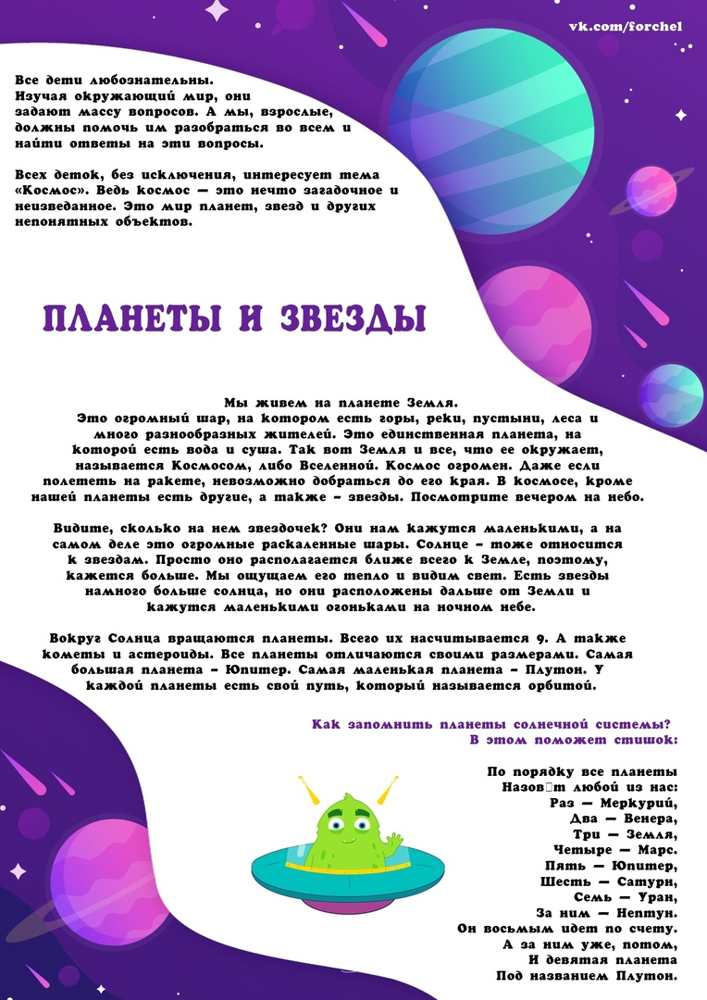 vk.com/forchel
Все дети любознательны.
Изучая окружающий мир, они
задают массу вопросов. А мы, взрослые,
должны помочь им разобраться во всем и
найти ответы на эти вопросы.
Всех деток, без исключения, интересует тема
«Космос». Ведь космос — это нечто загадочное и
неизведанное. Это мир планет, звезд и других
непонятных объектов.
ПЛАНЕТЫ И ЗВЕЗДЫ
Мы живем на планете Земля.
Это огромный шар, на котором есть горы, реки, пустыни, леса и
много разнообразных жителей. Это единственная планета, на
которой есть вода и суша. Так вот Земля и все, что ее окружает,
называется Космосом, либо Вселенной. Космос огромен. Даже если
полететь на ракете, невозможно добраться до его края. В космосе, кроме
нашей планеты есть другие, а также – звезды. Посмотрите вечером на небо.
Видите, сколько на нем звездочек? Они нам кажутся маленькими, а на
самом деле это огромные раскаленные шары. Солнце – тоже относится
к звездам. Просто оно располагается ближе всего к Земле, поэтому,
кажется больше. Мы ощущаем его тепло и видим свет. Есть звезды
намного больше солнца, но они расположены дальше от Земли и
кажутся маленькими огоньками на ночном небе.
Вокруг Солнца вращаются планеты. Всего их насчитывается 9. А также
кометы и астероиды. Все планеты отличаются своими размерами. Самая
большая планета – Юпитер. Самая маленькая планета – Плутон. У
каждой планеты есть свой путь, который называется орбитой.
Как запомнить планеты солнечной системы?
В этом поможет стишок:
По порядку все планеты
Назов▯т любой из нас:
Раз — Меркурий,
Два — Венера,
Три — Земля,
Четыре — Марс.
Пять — Юпитер,
Шесть — Сатурн,
Семь — Уран,
За ним — Нептун.
Он восьмым идет по счету.
А за ним уже, потом,
И девятая планета
Под названием Плутон.